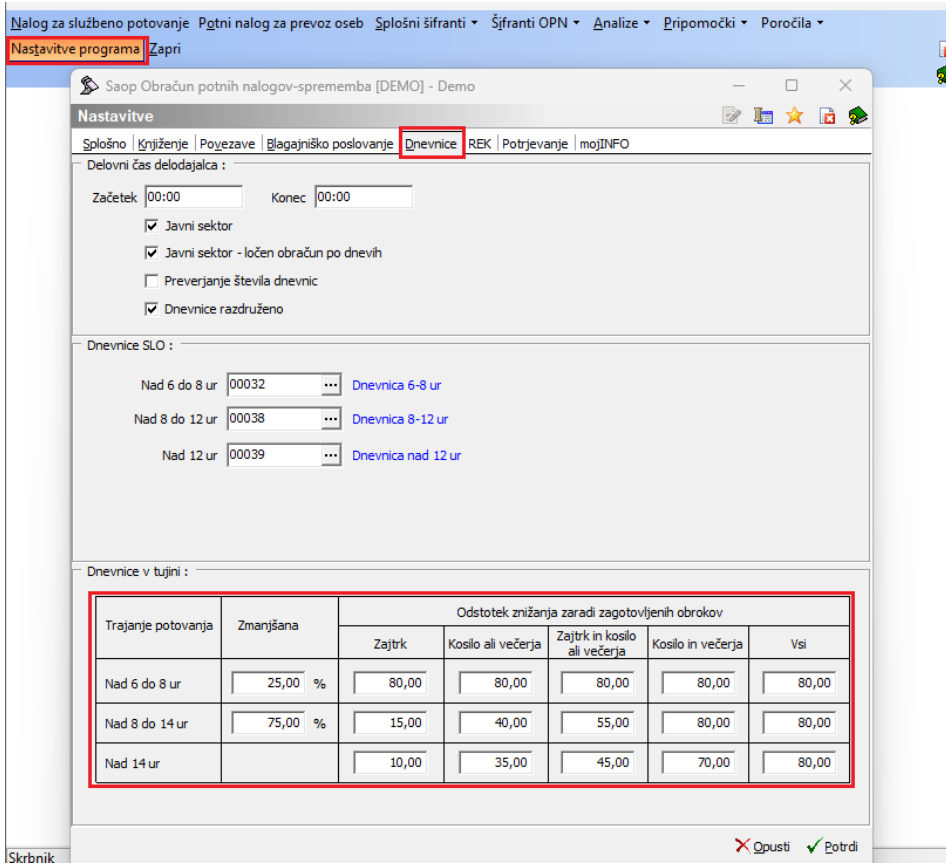 Nalog za službeno potovanje Potni nalog za prevoz oseb Splošni šifranti Šifranti OPN Analize Pripomočki Poročila
Nastavitve programa Zapri
Saop Obračun potnih nalogov-sprememba [DEMO] - Demo
Nastavitve
Splošno Knjiženje Povezave Blagajniško poslovanje Dnevnice REK Potrjevanje mojINFO
Delovni čas delodajalca :
Začetek 00:00 Konec 00:00
Javni sektor
Javni sektor - ločen obračun po dnevih
Preverjanje števila dnevnic
Dnevnice razdruženo
Dnevnice SLO :
Nad 6 do 8 ur 00032 ... Dnevnica 6-8 ur
Nad 8 do 12 ur 00038 ... Dnevnica 8-12 ur
Nad 12 ur 00039 ... Dnevnica nad 12 ur
Dnevnice v tujini :
Trajanje potovanja Zmanjšana Odstotek znižanja zaradi zagotovljenih obrokov
Zajtrk Kosilo ali večerja Zajtrk in kosilo ali večerja Kosilo in večerja Vsi
Nad 6 do 8 ur 25,00 % 80,00 80,00 80,00 80,00 80,00
Nad 8 do 14 ur 75,00 % 15,00 40,00 55,00 80,00 80,00
Nad 14 ur 10,00 35,00 45,00 70,00 80,00
Opusti Potrdi
Skrbnik